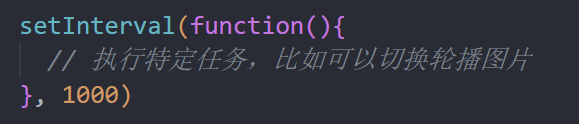 setInterval(function(){
// 执行特定任务，比如可以切换轮播图片
}, 1000)